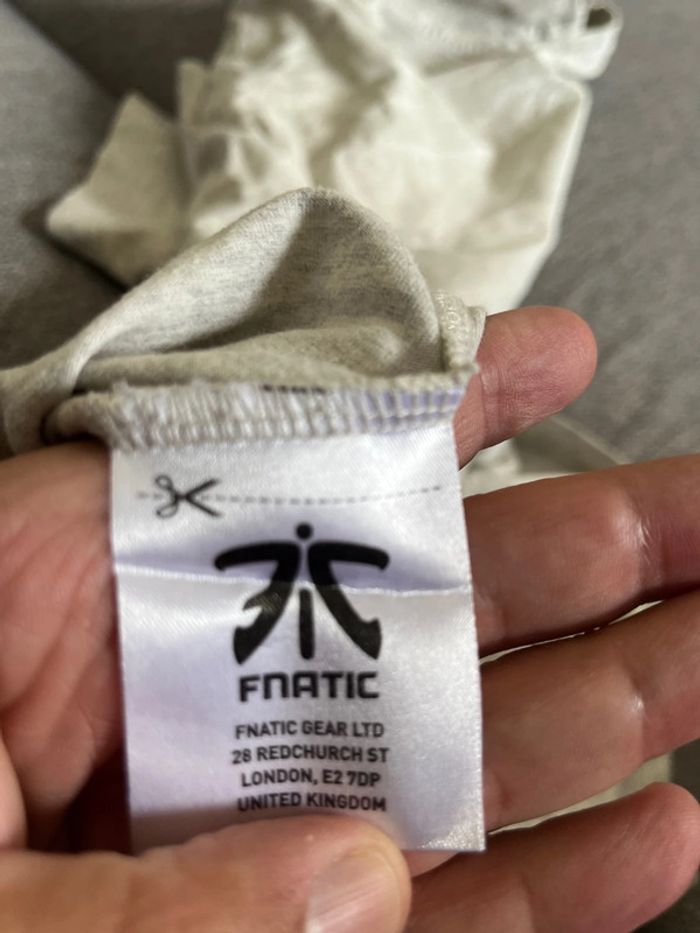 FNATIC
FNATIC GEAR LTD
28 REDCHURCH ST
LONDON, E2 7DP
UNITED KINGDOM